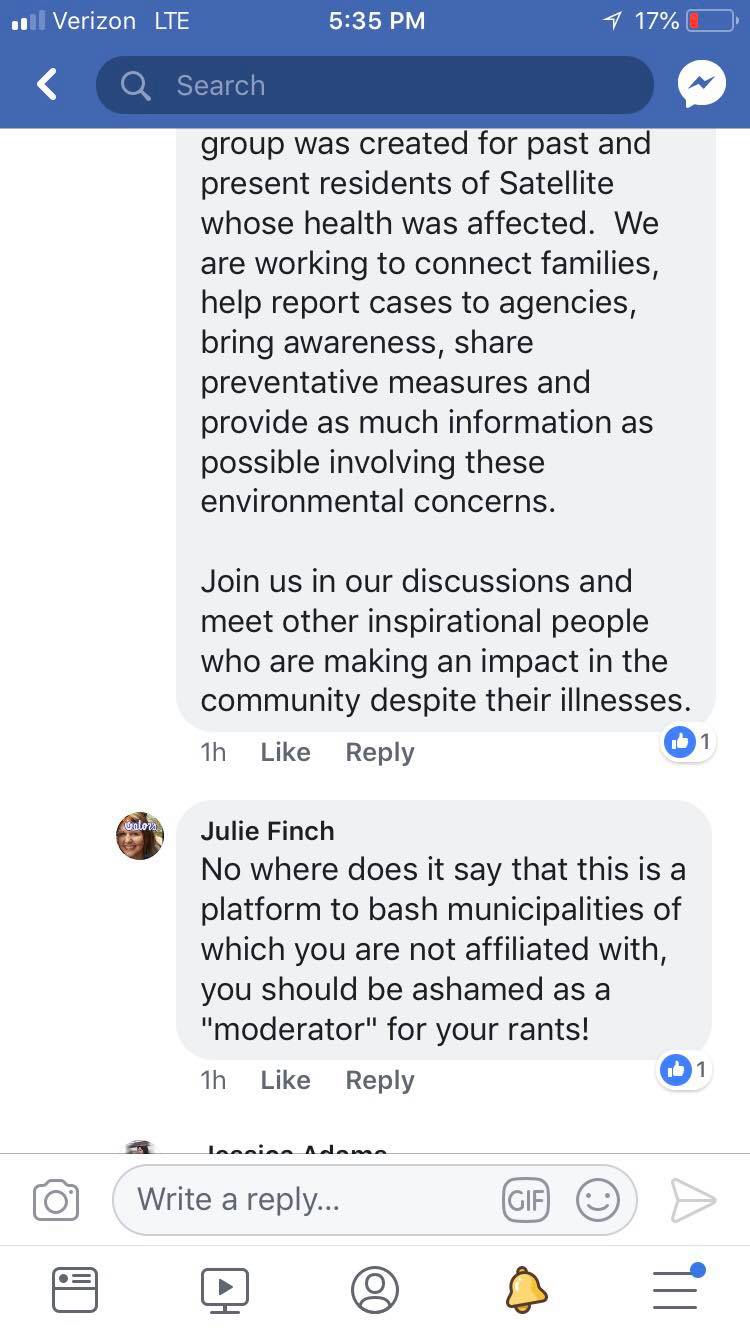 Verizon LTE 5:35 PM 17%
Search
group was created for past and
present residents of Satellite
whose health was affected.  We
are working to connect families,
help report cases to agencies,
bring awareness, share
preventative measures and
provide as much information as
possible involving these
environmental concerns.
Join us in our discussions and
meet other inspirational people
who are making an impact in the
community despite their illnesses.
1h Like Reply 1
Gators
Julie Finch
No where does it say that this is a
platform to bash municipalities of
which you are not affiliated with,
you should be ashamed as a
"moderator" for your rants!
1h Like Reply 1
Jessica Adams
Write a reply... GIF